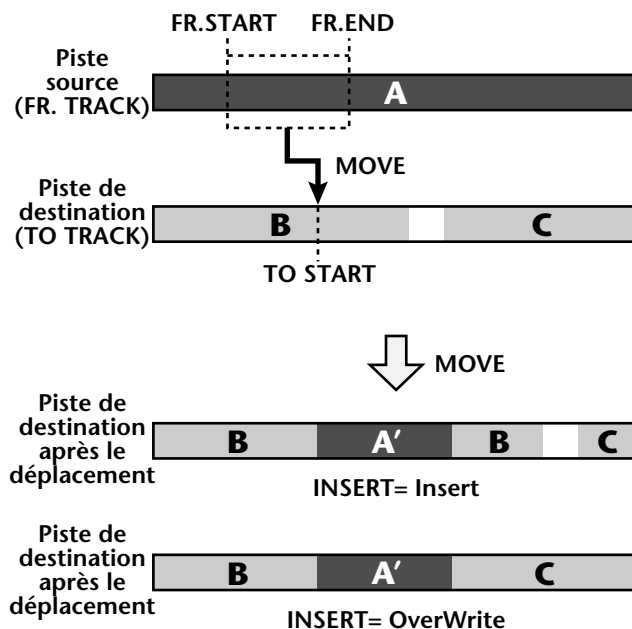 FR.START FR.END
Piste
source
(FR. TRACK)
A
MOVE
Piste de
destination
(TO TRACK)
B C
TO START
MOVE
Piste de
destination
après le
déplacement
B A′ B C
INSERT= Insert
Piste de
destination
après le
déplacement
B A′ C
INSERT= OverWrite